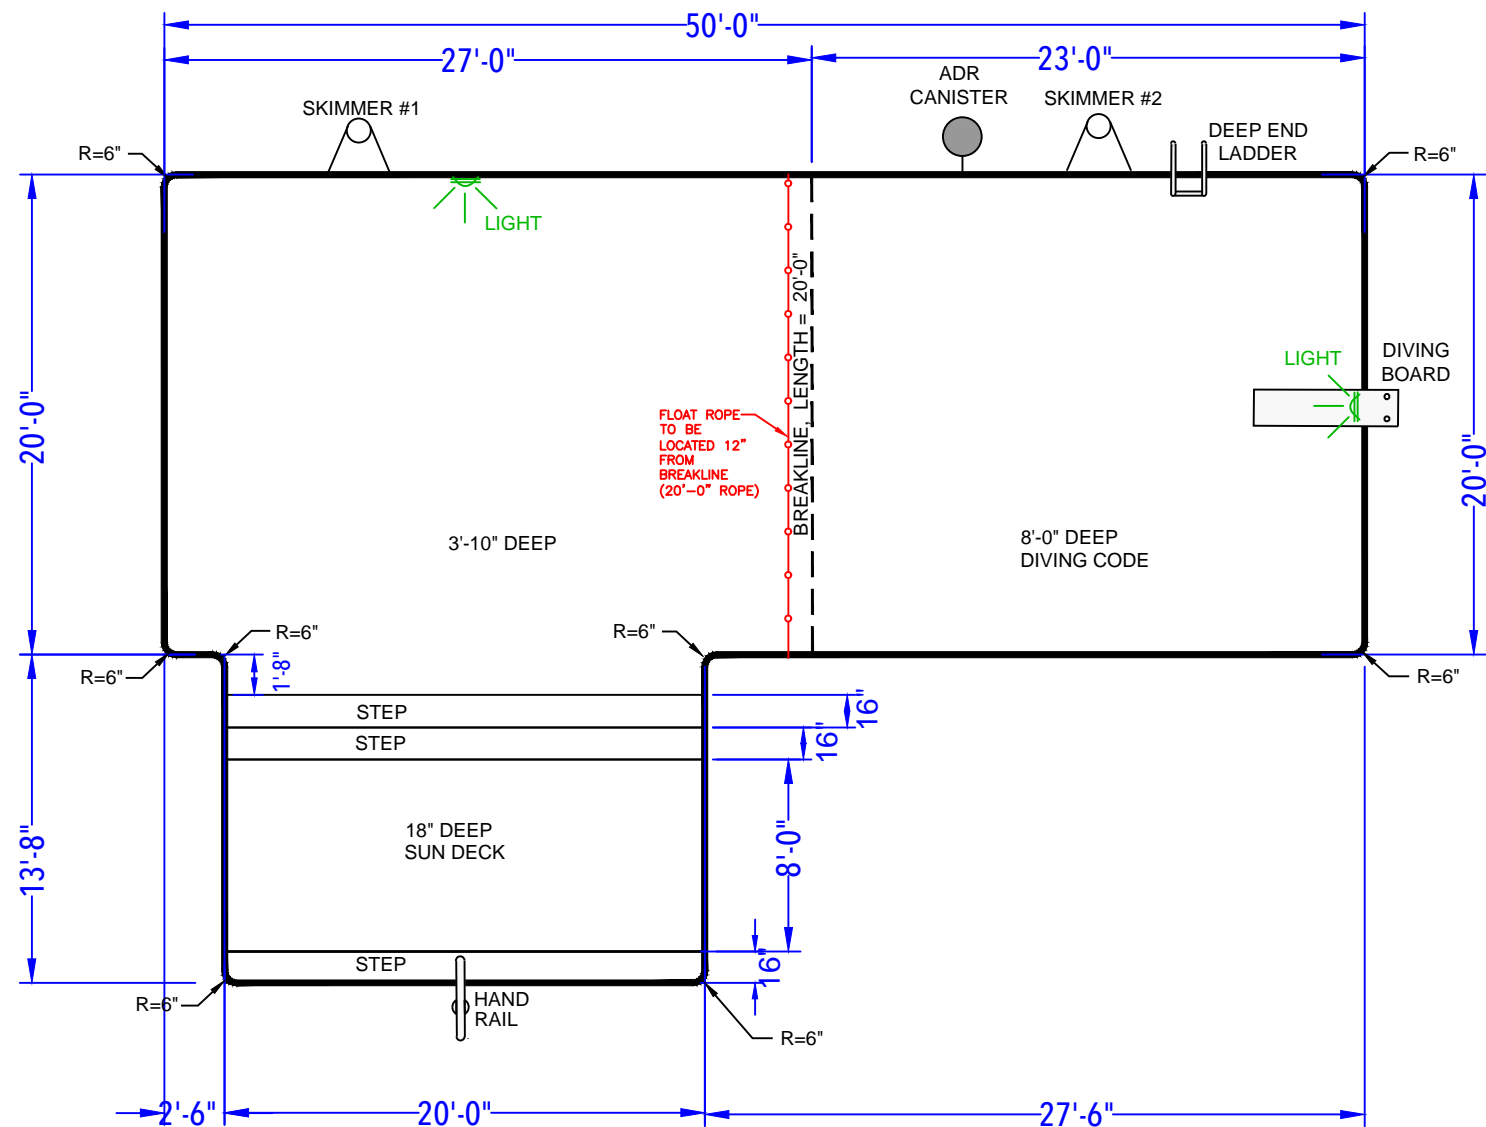 50'-0"
27'-0"
23'-0"
ADR
CANISTER
SKIMMER #1
SKIMMER #2
DEEP END
LADDER
R=6"
R=6"
LIGHT
20'-0"
BREAKLINE, LENGTH = 20'-0"
LIGHT
DIVING
BOARD
FLOAT ROPE
TO BE
LOCATED 12"
FROM
BREAKLINE
(20'-0" ROPE)
20'-0"
3'-10" DEEP
8'-0" DEEP
DIVING CODE
R=6"
R=6"
R=6"
R=6"
1'-8"
STEP
16"
STEP
16"
13'-8"
18" DEEP
SUN DECK
8'-0"
STEP
16"
R=6"
HAND
RAIL
R=6"
2'-6"
20'-0"
27'-6"